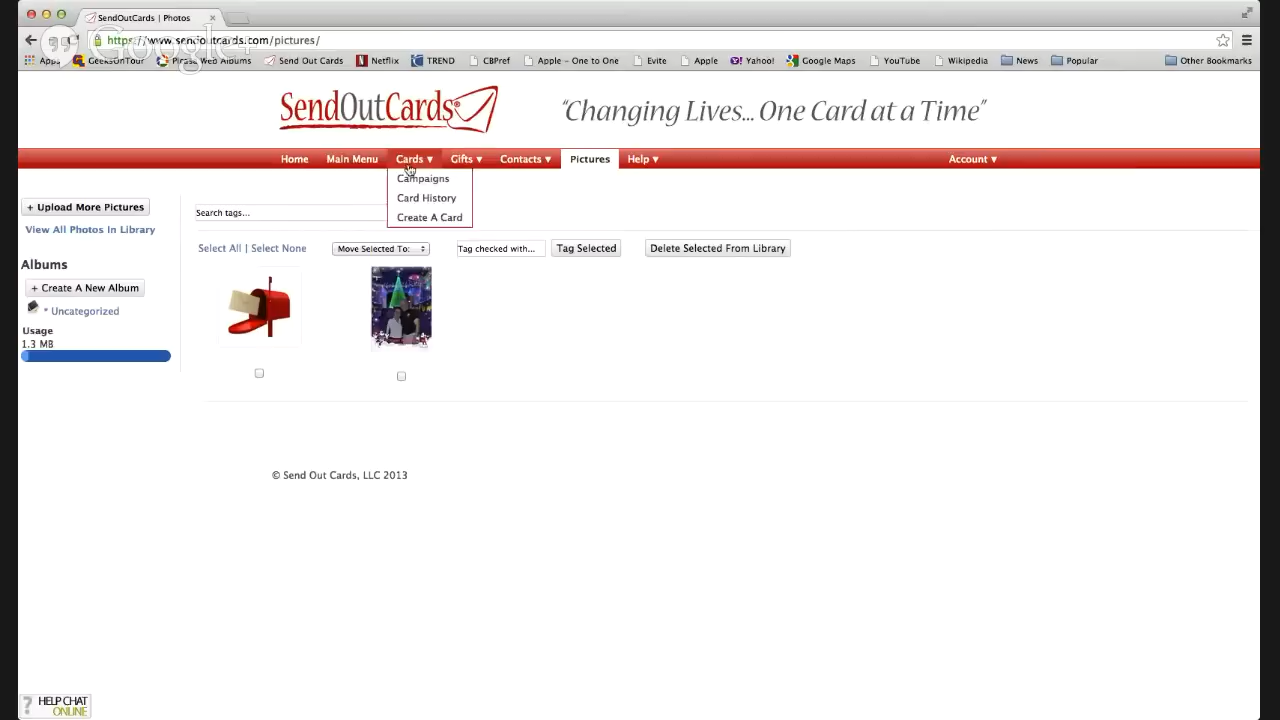 SendOutCards | Photos
https://www.sendoutcards.com/pictures/
Google+
Apps GeeksOnTour Picasa Web Albums Send Out Cards Netflix TREND CBPref Apple - One to One Evite Apple Yahoo! Google Maps YouTube Wikipedia News Popular Other Bookmarks
SendOutCards® "Changing Lives... One Card at a Time"
Home Main Menu Cards ▾ Gifts ▾ Contacts ▾ Pictures Help ▾ Account ▾
Campaigns
Card History
Create A Card
+ Upload More Pictures
View All Photos In Library
Search tags...
Select All | Select None Move Selected To: Tag checked with... Tag Selected Delete Selected From Library
Albums
+ Create A New Album
* Uncategorized
Usage
1.3 MB
© Send Out Cards, LLC 2013
? HELP CHAT
ONLINE